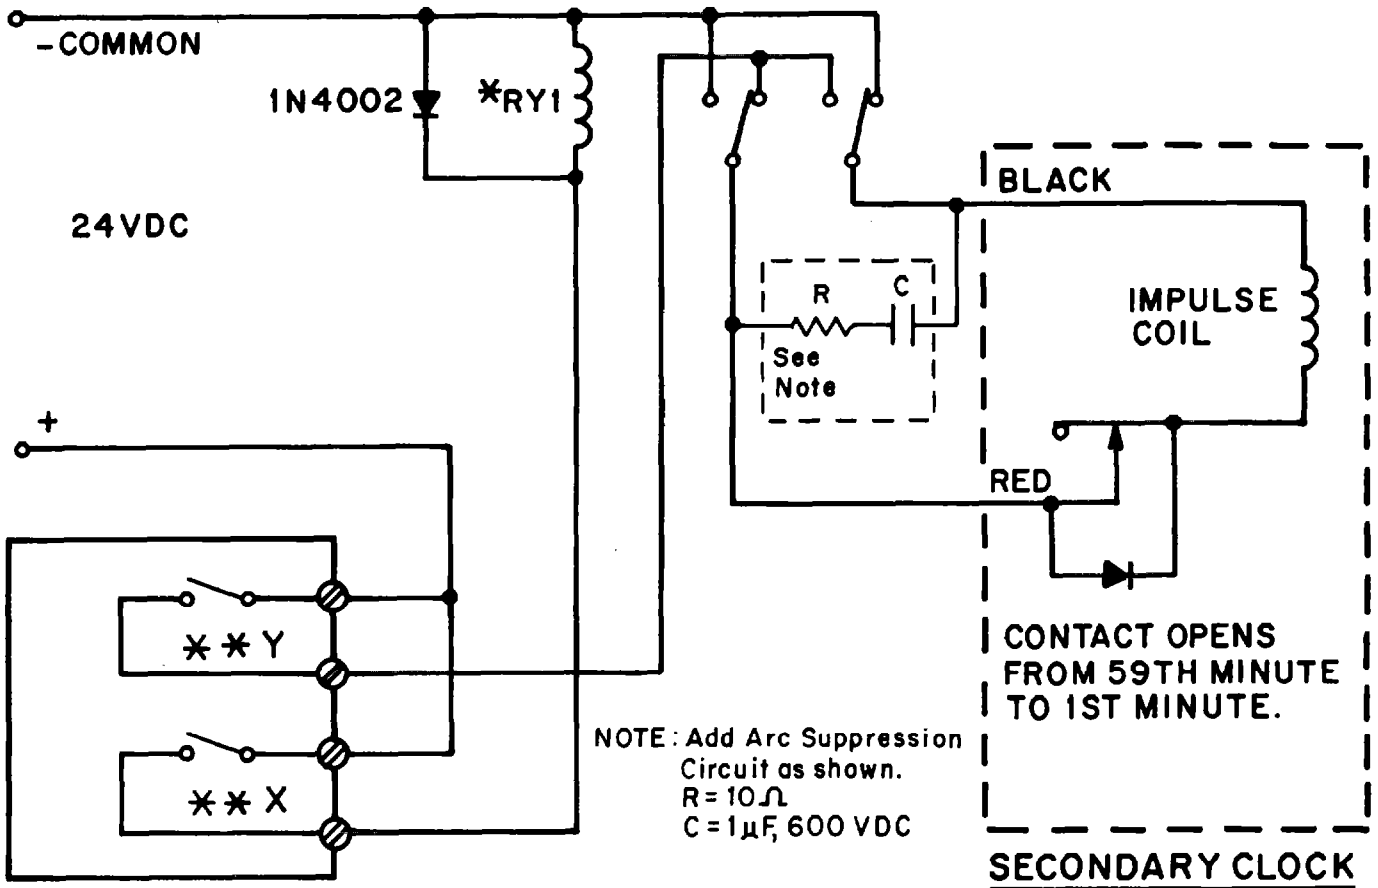 -COMMON
1N4002
*RY1
24VDC
BLACK
R
C
See
Note
IMPULSE
COIL
+
RED
**Y
**X
CONTACT OPENS
FROM 59TH MINUTE
TO 1ST MINUTE.
NOTE: Add Arc Suppression
Circuit as shown.
R = 10Ω
C = 1µF, 600 VDC
SECONDARY CLOCK